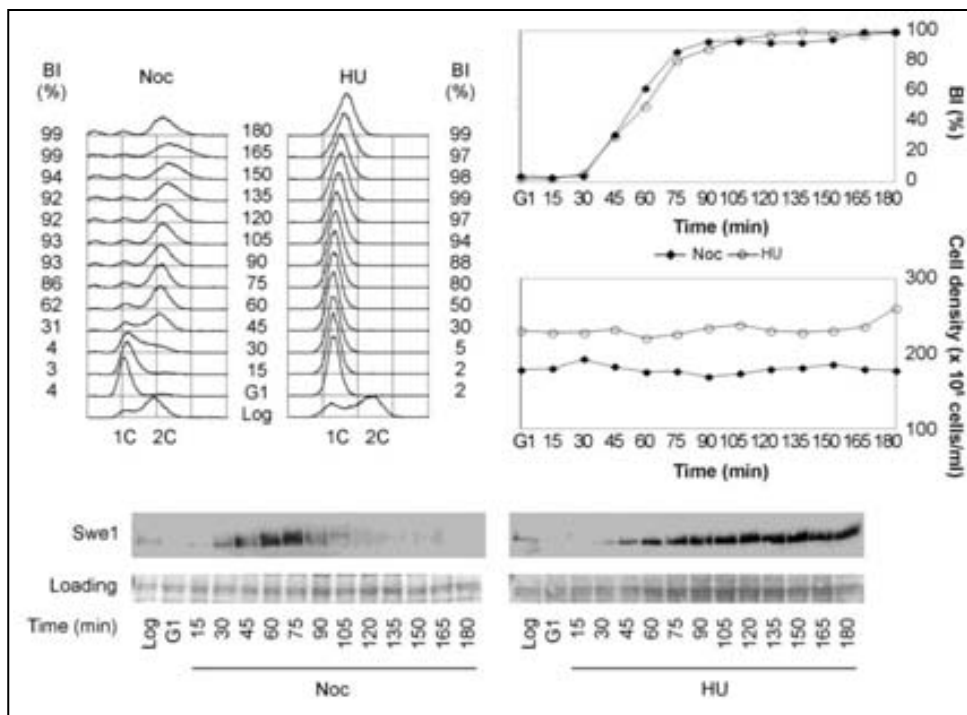 BI
(%)
Noc
HU
BI
(%)
99 180 99
99 165 97
94 150 98
92 135 99
92 120 97
93 105 94
93 90 88
86 75 80
62 60 50
31 45 30
4 30 5
3 15 2
4 G1 2
Log
1C 2C
1C 2C
100
80
60
40
20
0
BI (%)
G1 15 30 45 60 75 90 105 120 135 150 165 180
Time (min)
Noc HU
300
200
100
Cell density (x cells/ml)
G1 15 30 45 60 75 90 105 120 135 150 165 180
Time (min)
Swe1
Loading
Time (min) Log G1 15 30 45 60 75 90 105 120 135 150 165 180
Noc
Log G1 15 30 45 60 75 90 105 120 135 150 165 180
HU